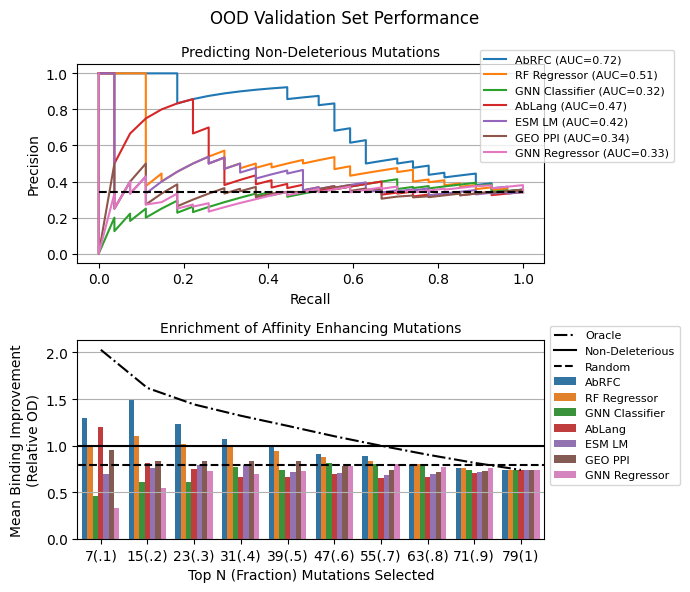 OOD Validation Set Performance
Predicting Non-Deleterious Mutations
AbRFC (AUC=0.72)
RF Regressor (AUC=0.51)
GNN Classifier (AUC=0.32)
AbLang (AUC=0.47)
ESM LM (AUC=0.42)
GEO PPI (AUC=0.34)
GNN Regressor (AUC=0.33)
Precision
1.0
0.8
0.6
0.4
0.2
0.0
0.0 0.2 0.4 0.6 0.8 1.0
Recall
Enrichment of Affinity Enhancing Mutations
Oracle
Non-Deleterious
Random
AbRFC
RF Regressor
GNN Classifier
AbLang
ESM LM
GEO PPI
GNN Regressor
Mean Binding Improvement
(Relative OD)
2.0
1.5
1.0
0.5
0.0
7(.1) 15(.2) 23(.3) 31(.4) 39(.5) 47(.6) 55(.7) 63(.8) 71(.9) 79(1)
Top N (Fraction) Mutations Selected